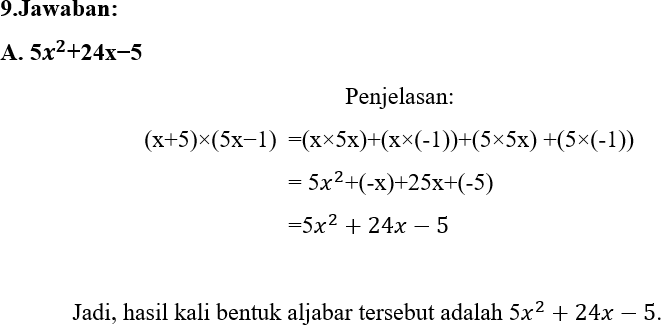 9.Jawaban:
A. 5x²+24x−5
Penjelasan:
(x+5)×(5x−1) =(x×5x)+(x×(-1))+(5×5x) +(5×(-1))
= 5x²+(-x)+25x+(-5)
=5x² + 24x − 5
Jadi, hasil kali bentuk aljabar tersebut adalah 5x² + 24x − 5.